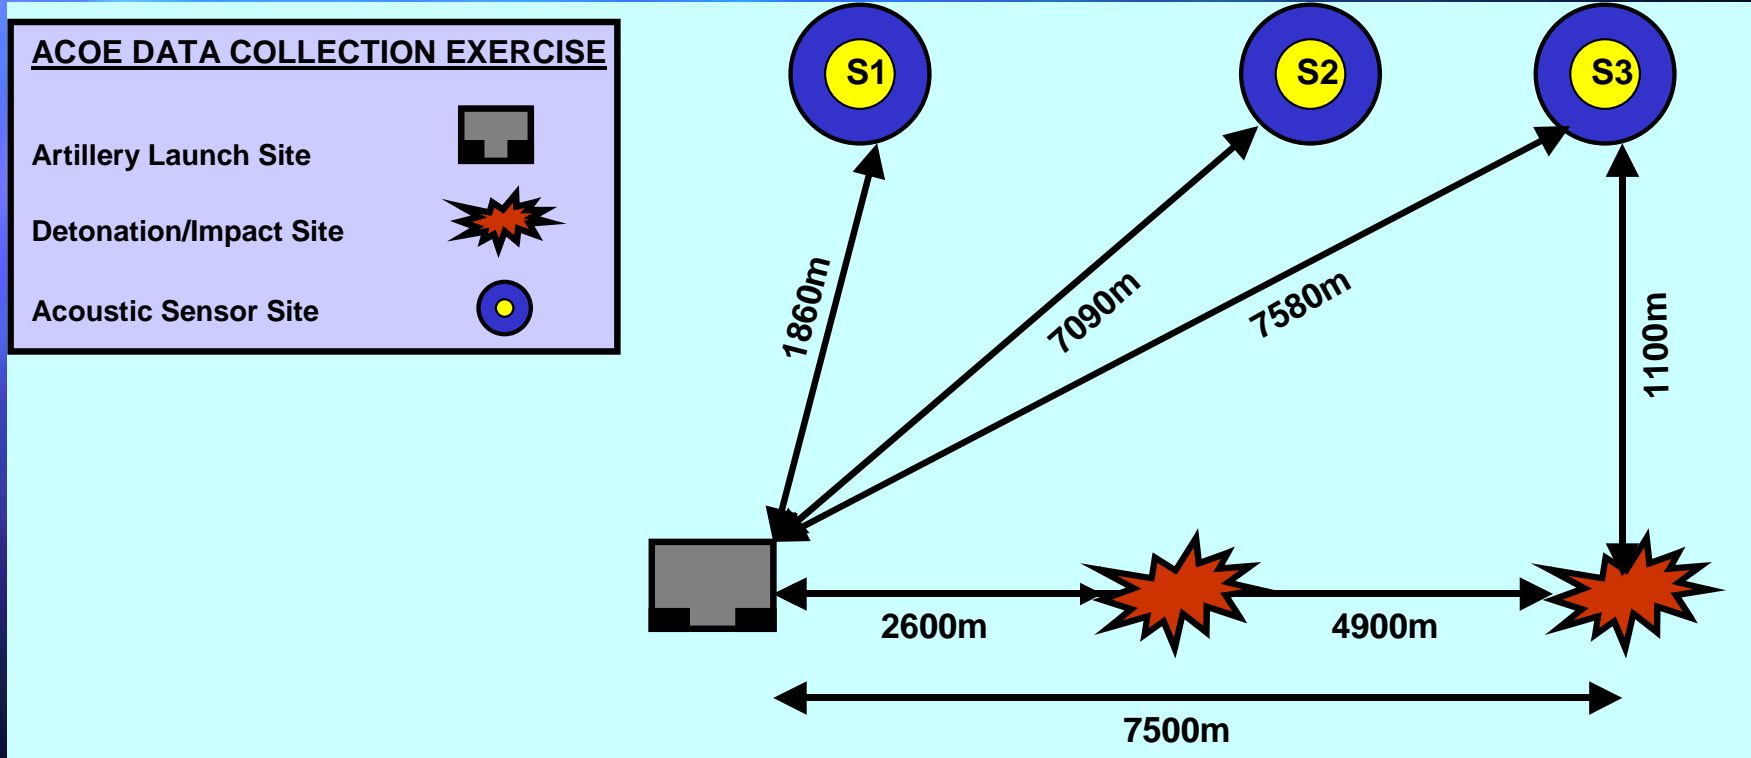 ACOE DATA COLLECTION EXERCISE
Artillery Launch Site
Detonation/Impact Site
Acoustic Sensor Site
S1
S2
S3
1860m
7090m
7580m
1100m
2600m
4900m
7500m